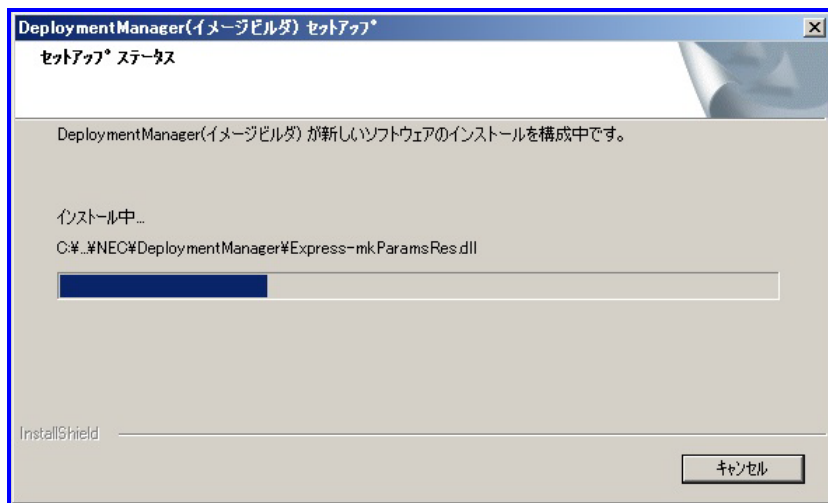 DeploymentManager(イメージビルダ) セットアップ
セットアップ ステータス
DeploymentManager(イメージビルダ) が新しいソフトウェアのインストールを構成中です。
インストール中...
C:¥...¥NEC¥DeploymentManager¥Express-mkParamsRes.dll
InstallShield
キャンセル